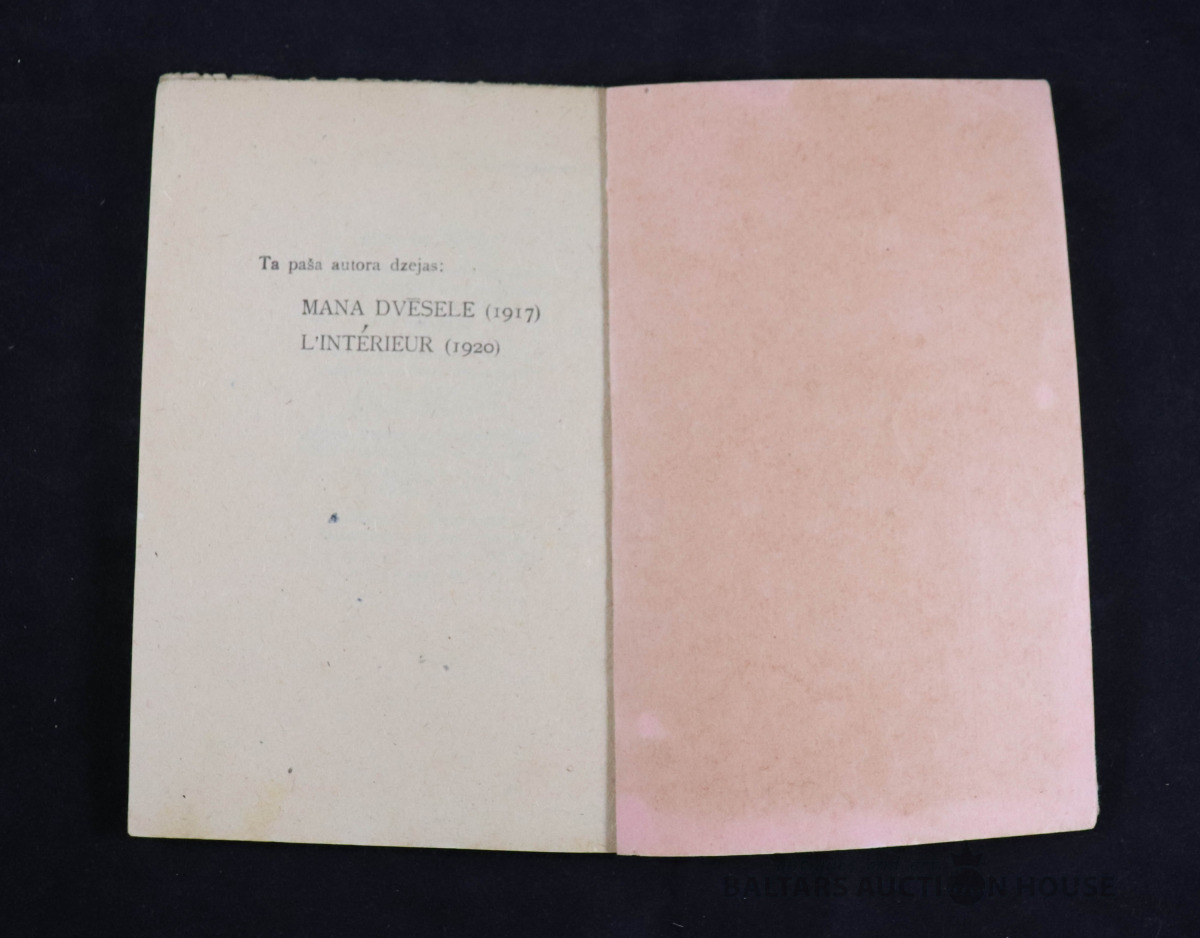 Ta paša autora dzejas:
MANA DVĒSELE (1917)
L'INTÉRIEUR (1920)
BALTARS AUCTION HOUSE